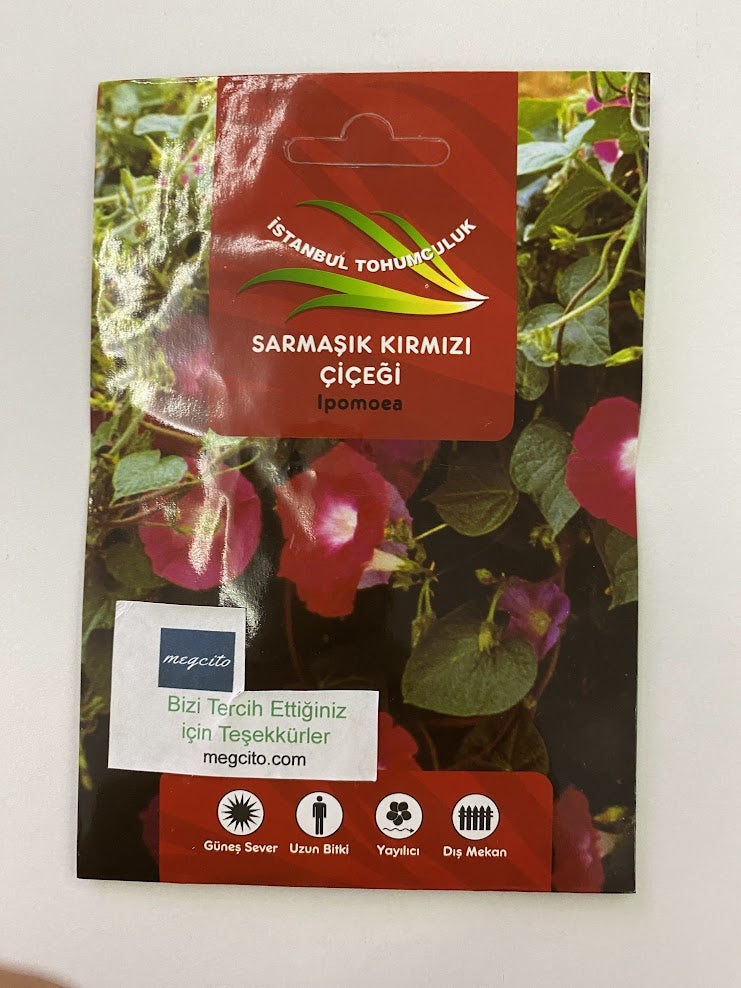 İSTANBUL TOHUMCULUK
SARMAŞIK KIRMIZI
ÇİÇEĞİ
Ipomoea
megcito
Bizi Tercih Ettiğiniz
için Teşekkürler
megcito.com
Güneş Sever Uzun Bitki Yayılıcı Dış Mekan